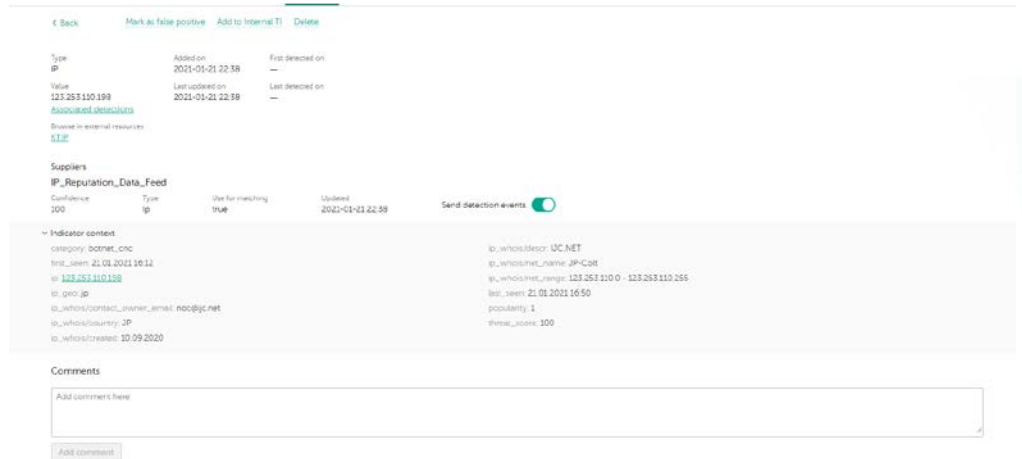 Back Mark as false positive Add to Internal TI Delete
Type Added on First detected on
IP 2021-01-21 22:38 —
Value Last updated on Last detected on
123.253.110.198 2021-01-21 22:38 —
Associated detections
Browse in external resources
KTIP
Suppliers
IP_Reputation_Data_Feed
Confidence Type Use for matching Updated
100 ip true 2021-01-21 22:38 Send detection events
Indicator context
category: botnet_cnc ip_whois/descr: IJC.NET
first_seen: 21.01.2021 16:12 ip_whois/net_name: JP-Colt
ip: 123.253.110.198 ip_whois/net_range: 123.253.110.0 - 123.253.110.255
ip_geo: jp last_seen: 21.01.2021 16:50
ip_whois/contact_owner_email: noc@ijc.net popularity: 1
ip_whois/country: JP threat_score: 100
ip_whois/created: 10.09.2020
Comments
Add comment here
Add comment